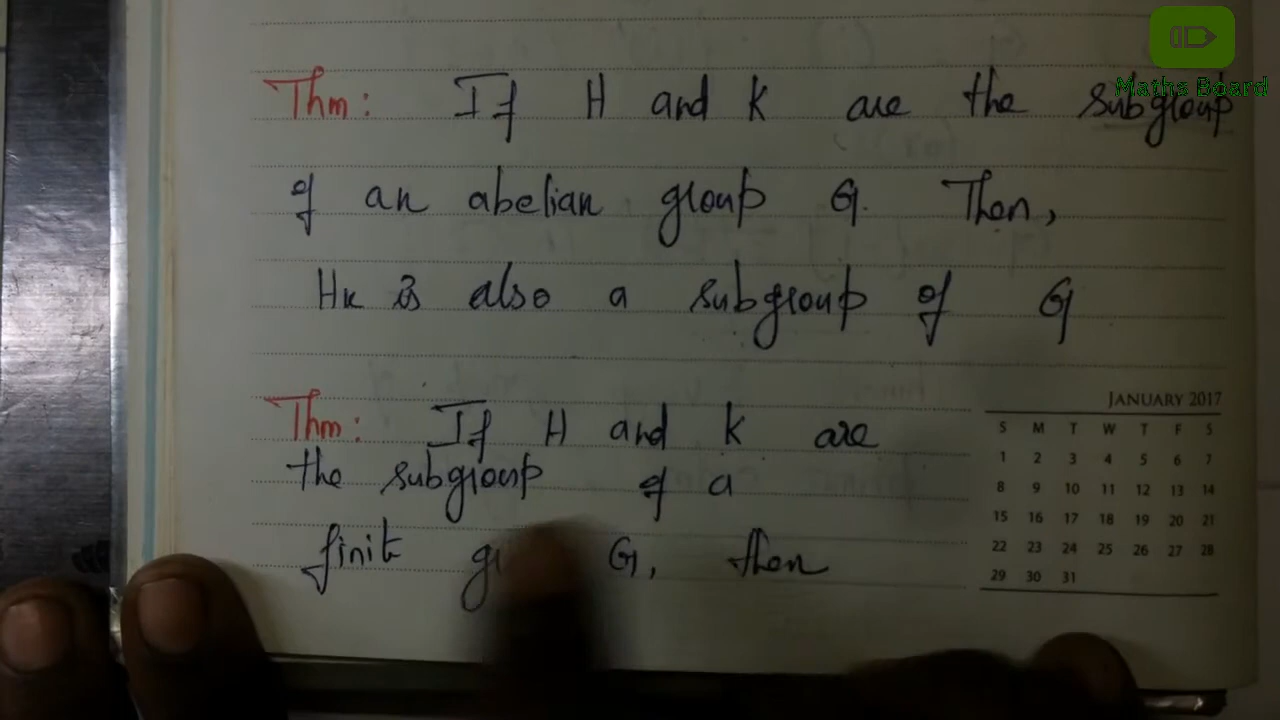 Maths Board
Thm: If H and K are the subgroup
of an abelian group G. Then,
HK is also a subgroup of G
Thm: If H and K are
the subgroup of a
finit G, then
JANUARY 2017
S M T W T F S
1 2 3 4 5 6 7
8 9 10 11 12 13 14
15 16 17 18 19 20 21
22 23 24 25 26 27 28
29 30 31